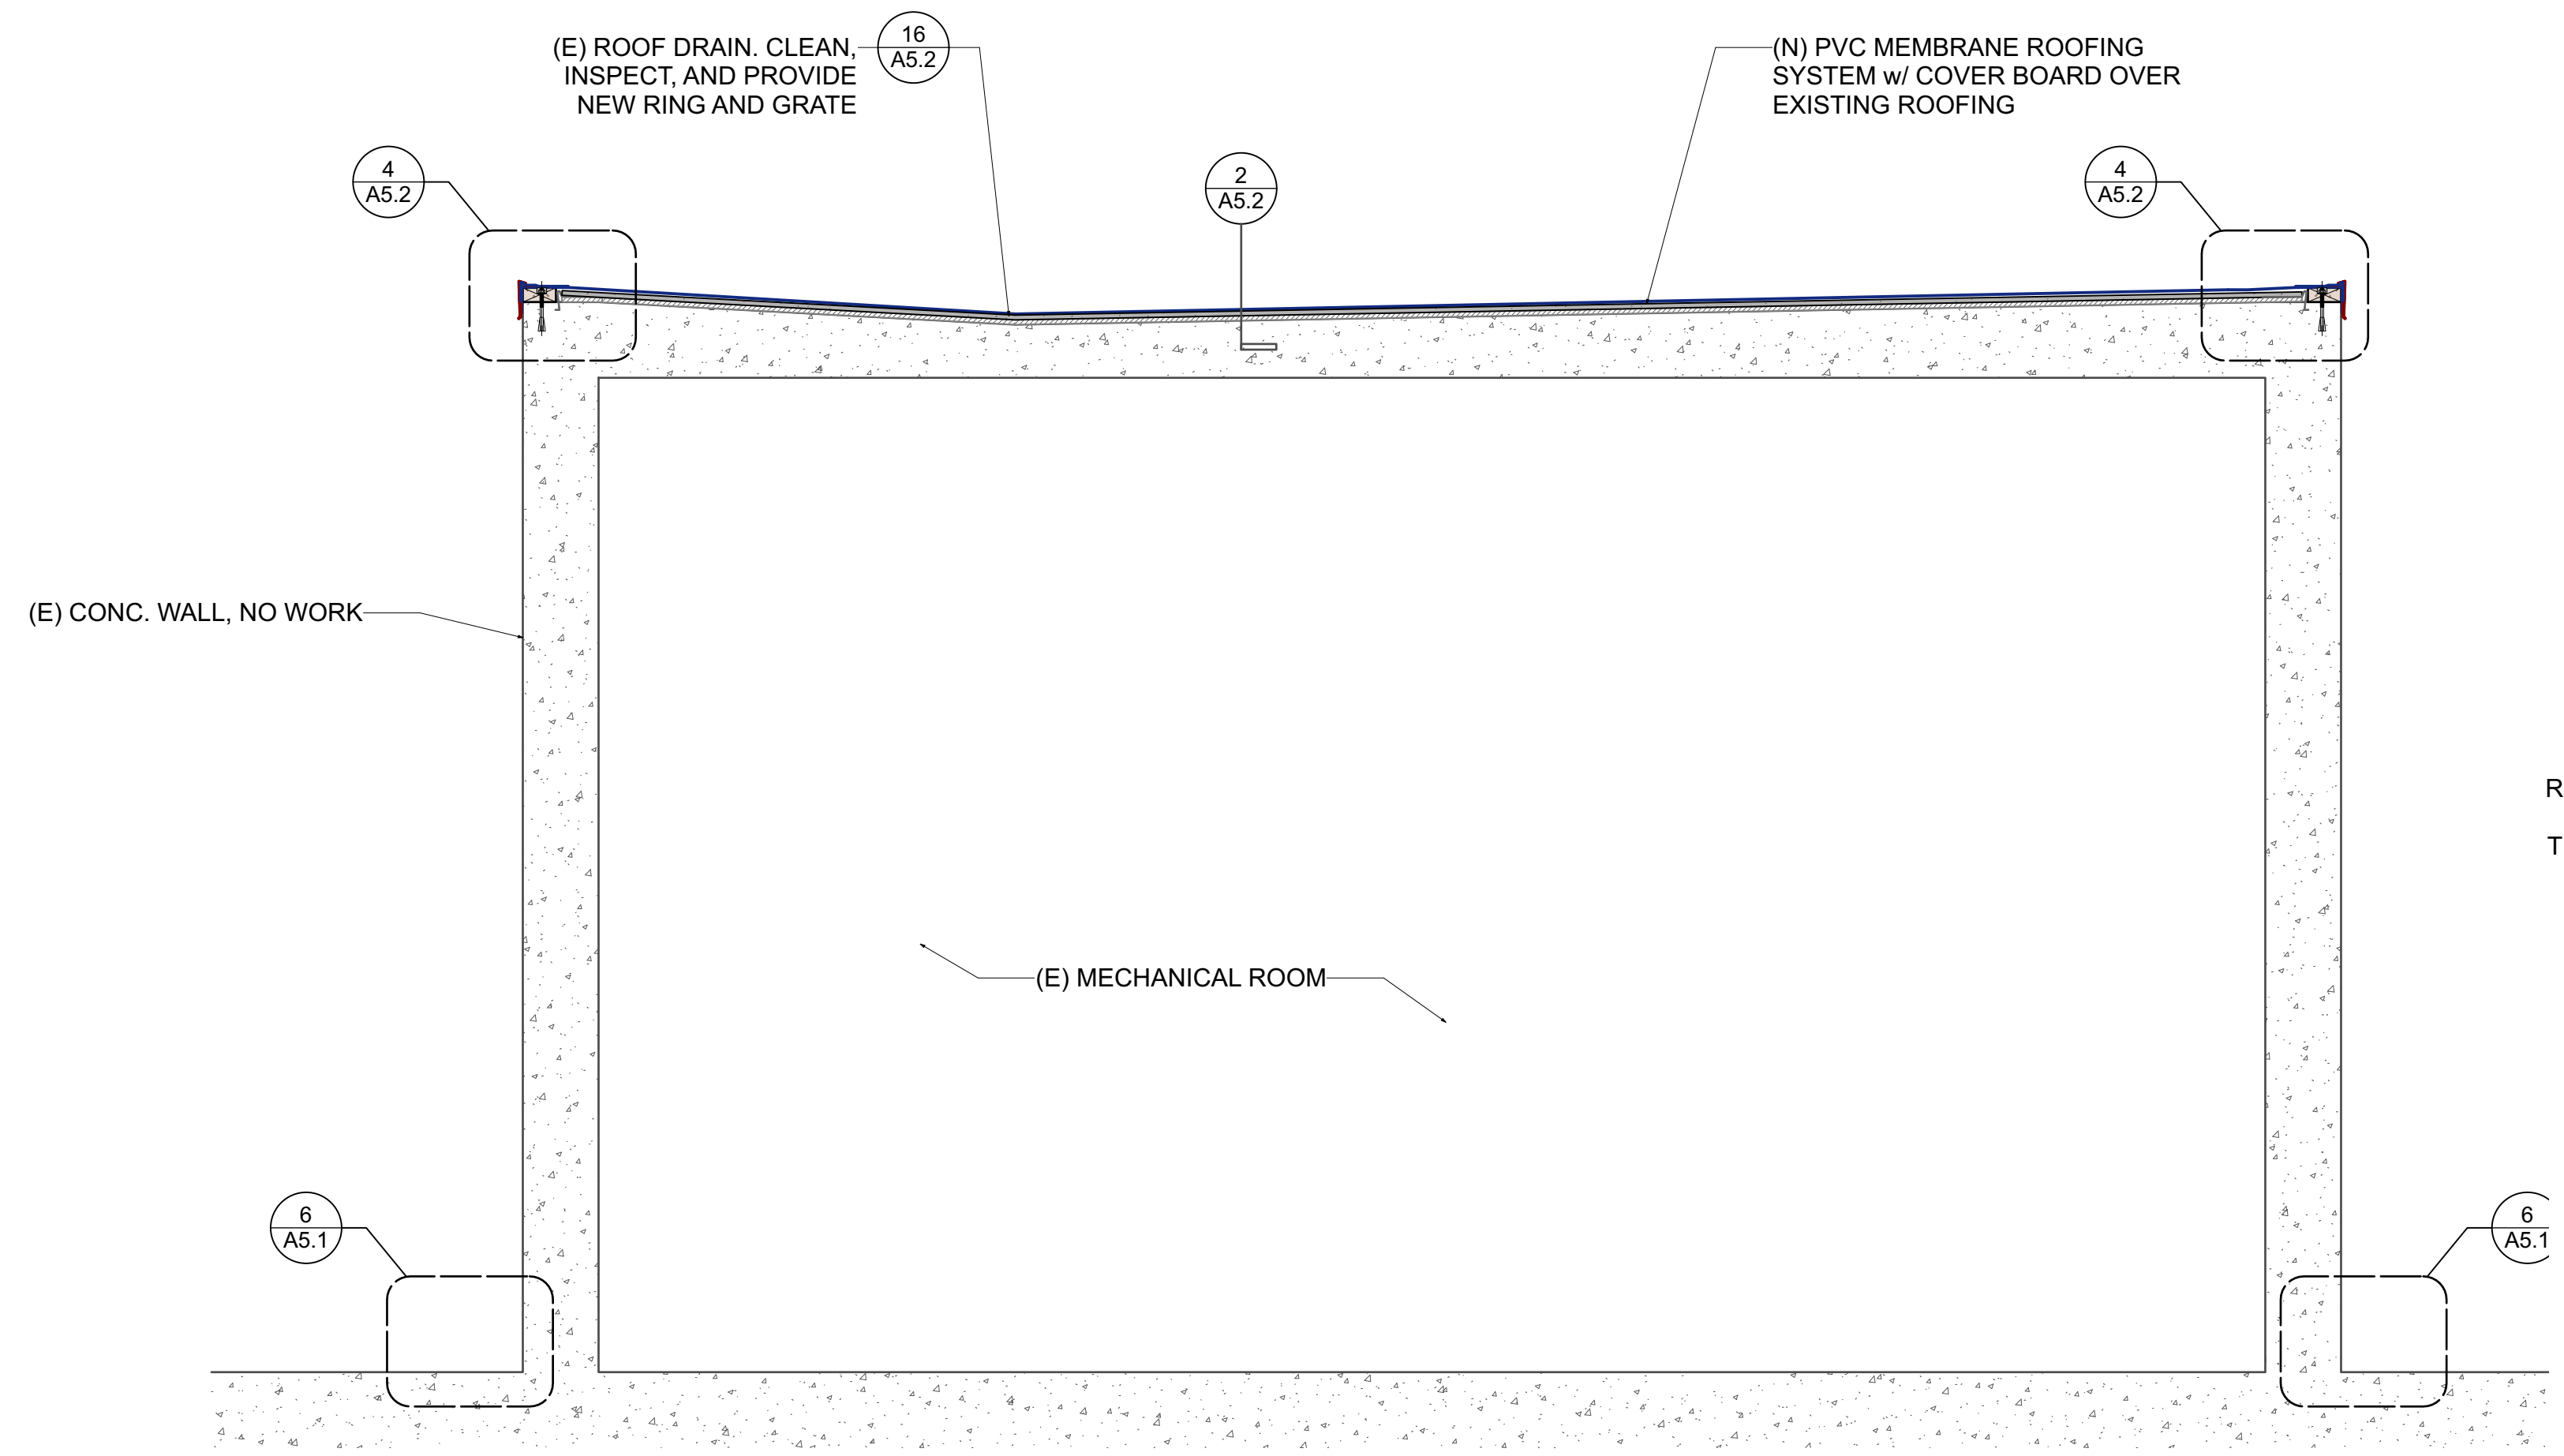 (E) ROOF DRAIN. CLEAN,
INSPECT, AND PROVIDE
NEW RING AND GRATE
16
A5.2
(N) PVC MEMBRANE ROOFING
SYSTEM w/ COVER BOARD OVER
EXISTING ROOFING
4
A5.2
2
A5.2
4
A5.2
(E) CONC. WALL, NO WORK
R
T
(E) MECHANICAL ROOM
6
A5.1
6
A5.1